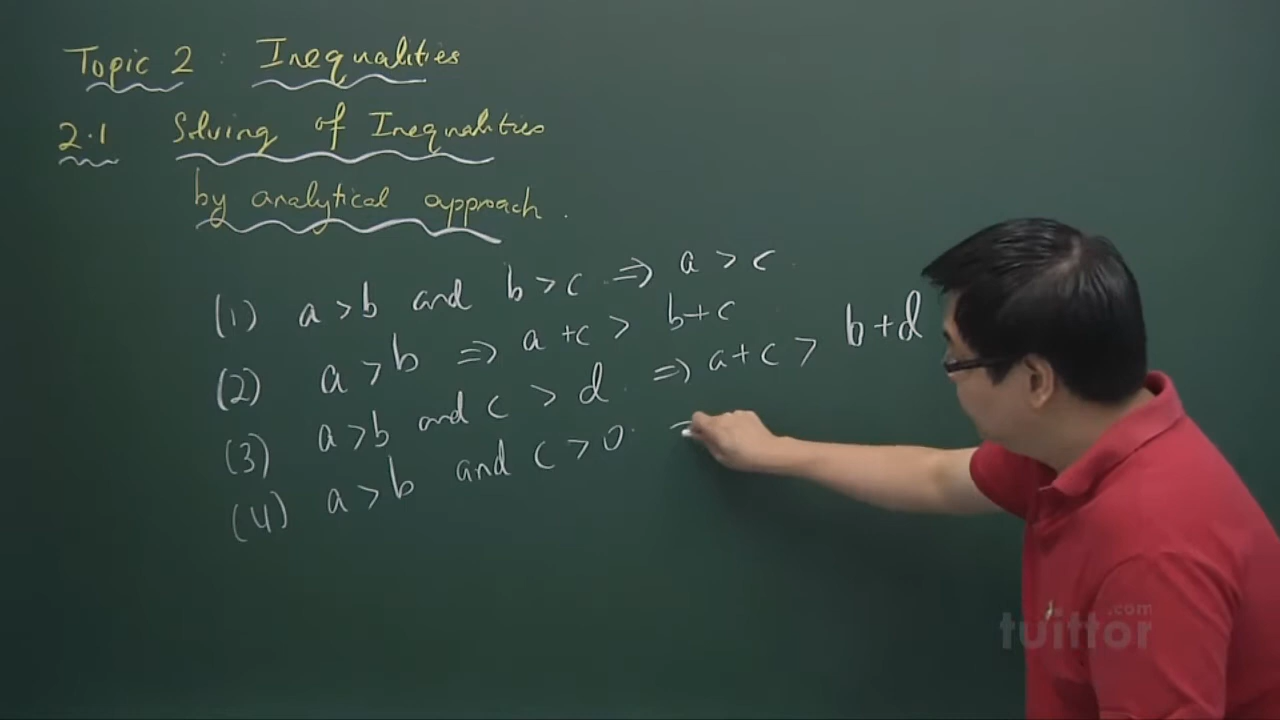 Topic 2 : Inequalities
2.1 Solving of Inequalities
by analytical approach.
(1) a > b and b > c. ⇒ a > c.
(2) a > b ⇒ a + c > b + c
(3) a > b and c > d. ⇒ a + c > b + d
(4) a > b and c > 0. =
tuittor.com